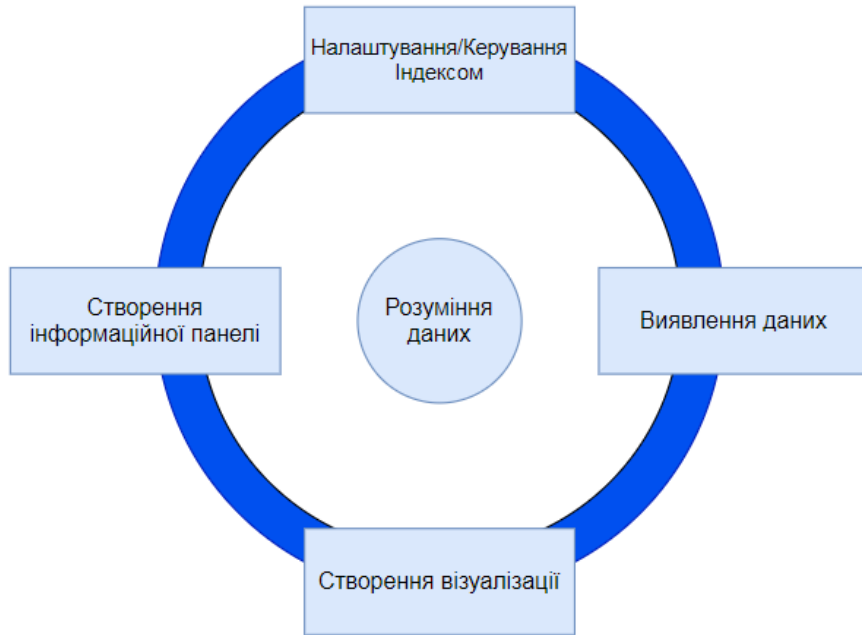 Налаштування/Керування
Індексом
Створення
інформаційної панелі
Розуміння
даних
Виявлення даних
Створення візуалізації